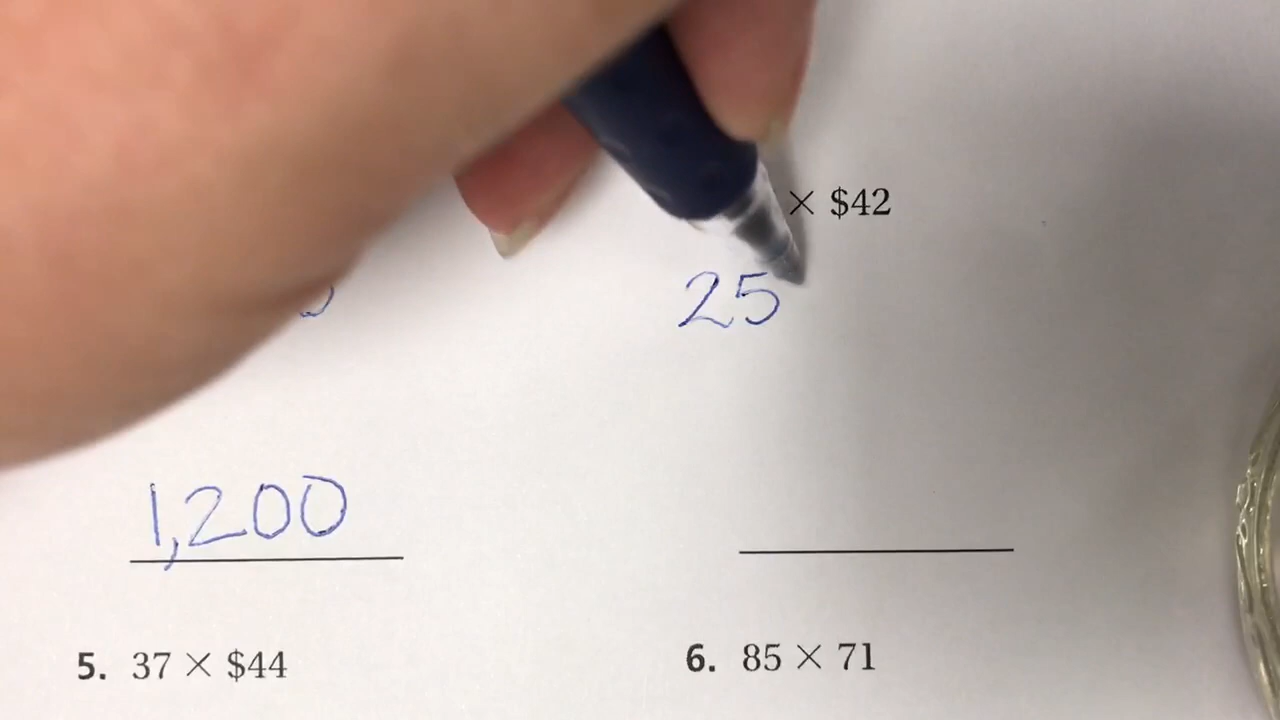 × $42
25
1,200
5. 37 × $44
6. 85 × 71